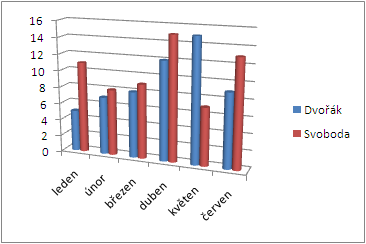 16
14
12
10
8
6
4
2
0
leden
únor
březen
duben
květen
červen
Dvořák
Svoboda